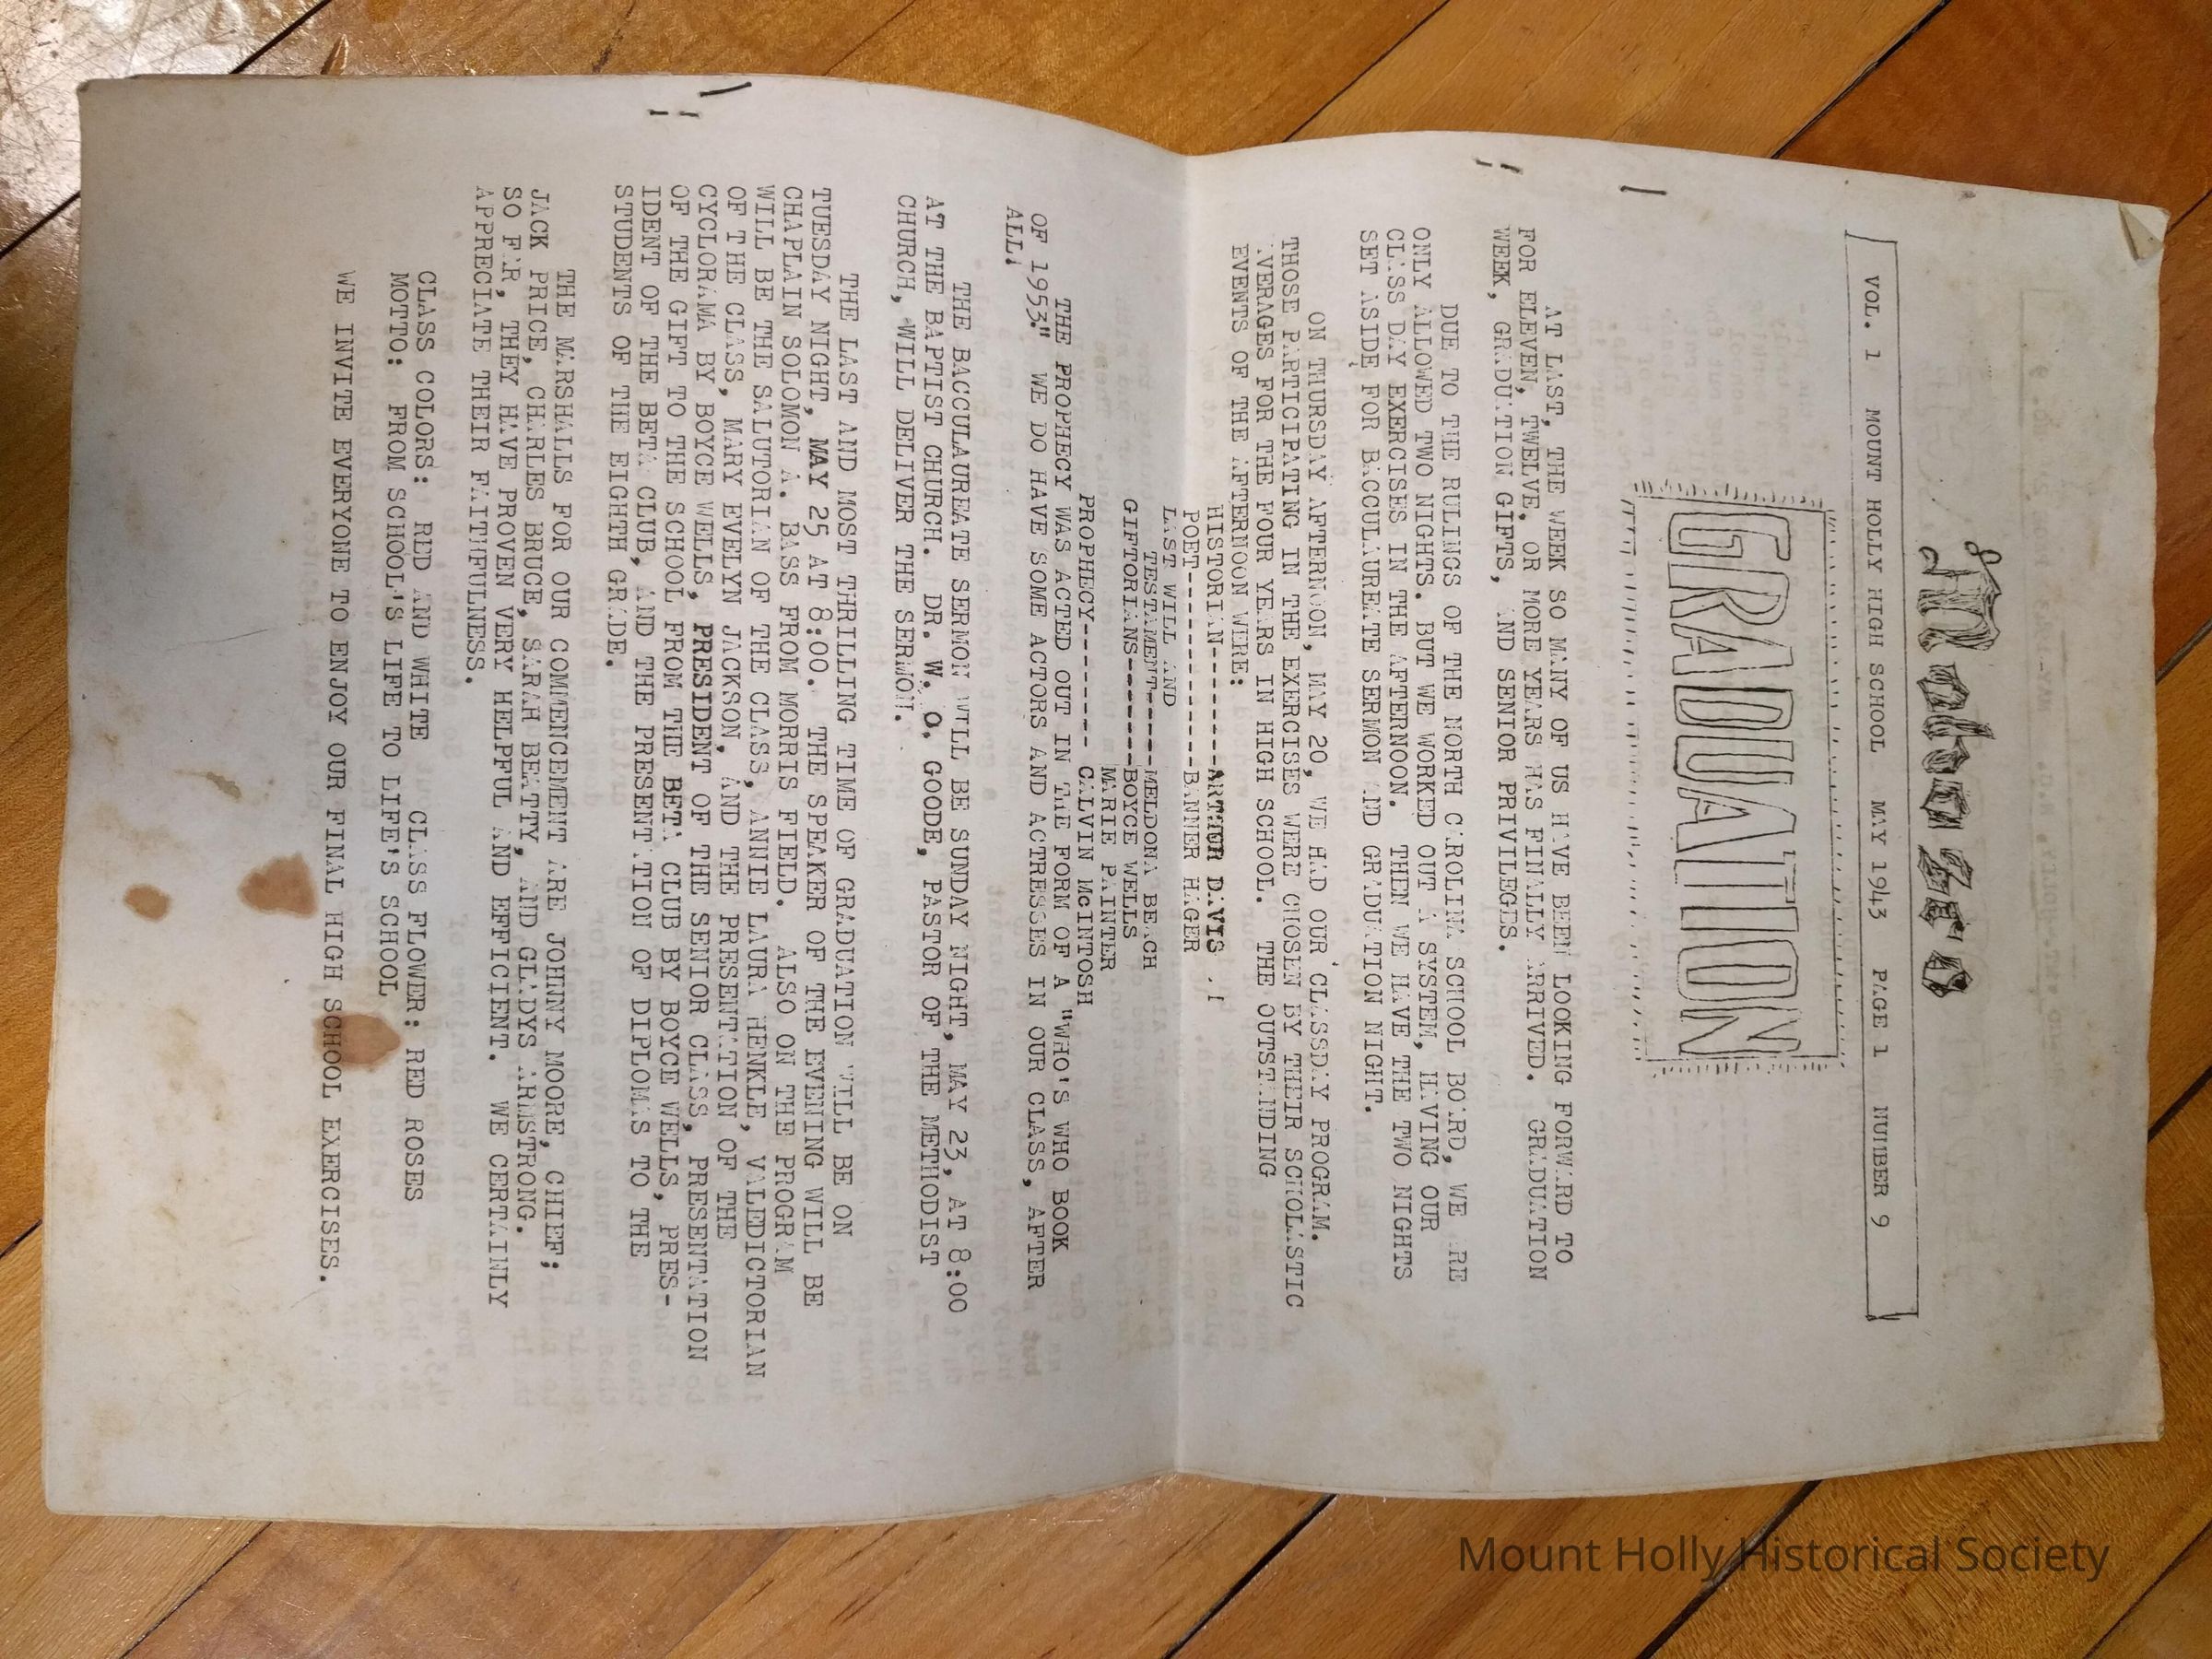 Mohoiso
VOL. 1 MOUNT HOLLY HIGH SCHOOL MAY 1943 PAGE 1 NUMBER 9
GRADUATION
AT LAST, THE WEEK SO MANY OF US HAVE BEEN LOOKING FORWARD TO
FOR ELEVEN, TWELVE, OR MORE YEARS HAS FINALLY ARRIVED. GRADUATION
WEEK, GRADUATION GIFTS, AND SENIOR PRIVILEGES.
DUE TO THE RULINGS OF THE NORTH CAROLINA SCHOOL BOARD, WE ARE
ONLY ALLOWED TWO NIGHTS. BUT WE WORKED OUT A SYSTEM, HAVING OUR
CLASS DAY EXERCISES IN THE AFTERNOON. THEN WE HAVE THE TWO NIGHTS
SET ASIDE FOR BACCULAUREATE SERMON AND GRADUATION NIGHT.
ON THURSDAY AFTERNOON, MAY 20, WE HAD OUR CLASSDAY PROGRAM.
THOSE PARTICIPATING IN THE EXERCISES WERE CHOSEN BY THEIR SCHOLASTIC
AVERAGES FOR THE FOUR YEARS IN HIGH SCHOOL. THE OUTSTANDING
EVENTS OF THE AFTERNOON WERE:
HISTORIAN--------ARTHUR DAVIS
POET-------------BANNER HAGER
LAST WILL AND
TESTAMENT-----MELDONA BEACH
GIFTORIANS-------BOYCE WELLS
MARIE PAINTER
PROPHECY-------- CALVIN McINTOSH
THE PROPHECY WAS ACTED OUT IN THE FORM OF A "WHO'S WHO BOOK
OF 1953." WE DO HAVE SOME ACTORS AND ACTRESSES IN OUR CLASS, AFTER
ALL!
THE BACCULAUREATE SERMON WILL BE SUNDAY NIGHT, MAY 23, AT 8:00
AT THE BAPTIST CHURCH. DR. W. O. GOODE, PASTOR OF THE METHODIST
CHURCH, WILL DELIVER THE SERMON.
THE LAST AND MOST THRILLING TIME OF GRADUATION WILL BE ON
TUESDAY NIGHT, MAY 25 AT 8:00. THE SPEAKER OF THE EVENING WILL BE
CHAPLAIN SOLOMON A. BASS FROM MORRIS FIELD. ALSO ON THE PROGRAM
WILL BE THE SALUTORIAN OF THE CLASS, ANNIE LAURA HENKLE, VALEDICTORIAN
OF THE CLASS, MARY EVELYN JACKSON, AND THE PRESENTATION OF THE
CYCLORAMA BY BOYCE WELLS, PRESIDENT OF THE SENIOR CLASS, PRESENTATION
OF THE GIFT TO THE SCHOOL FROM THE BETA CLUB BY BOYCE WELLS, PRES-
IDENT OF THE BETA CLUB, AND THE PRESENTATION OF DIPLOMAS TO THE
STUDENTS OF THE EIGHTH GRADE.
THE MARSHALLS FOR OUR COMMENCEMENT ARE JOHNNY MOORE, CHIEF;
JACK PRICE, CHARLES BRUCE, SARAH BEATTY, AND GLADYS ARMSTRONG.
SO FAR, THEY HAVE PROVEN VERY HELPFUL AND EFFICIENT. WE CERTAINLY
APPRECIATE THEIR FAITHFULNESS.
CLASS COLORS: RED AND WHITE CLASS FLOWER: RED ROSES
MOTTO: FROM SCHOOL'S LIFE TO LIFE'S SCHOOL
WE INVITE EVERYONE TO ENJOY OUR FINAL HIGH SCHOOL EXERCISES.
Mount Holly Historical Society